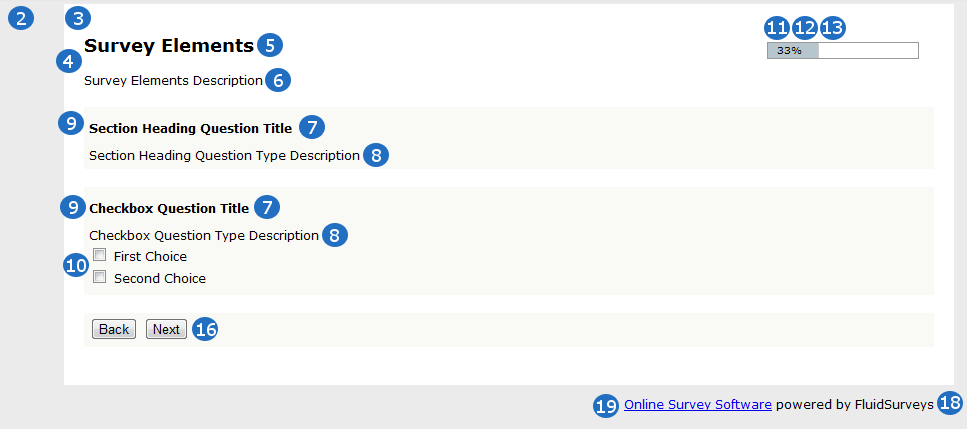 2
3
11 12 13
Survey Elements 5
33%
4
Survey Elements Description 6
9 Section Heading Question Title 7
Section Heading Question Type Description 8
9 Checkbox Question Title 7
Checkbox Question Type Description 8
10
First Choice
Second Choice
Back Next 16
19 Online Survey Software powered by FluidSurveys 18